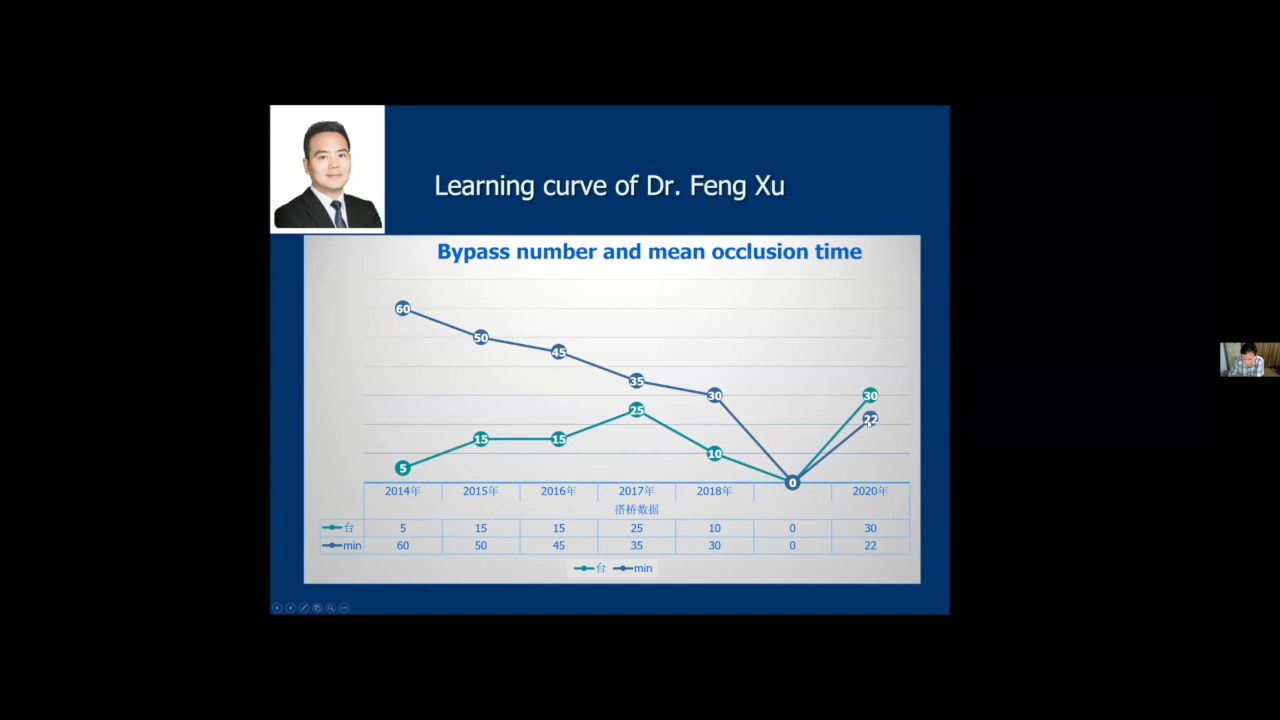 Learning curve of Dr. Feng Xu
Bypass number and mean occlusion time
60
50
45
35
30
30
25
22
15
15
10
5
0
2014年 2015年 2016年 2017年 2018年 2020年
搭桥数据
台 5 15 15 25 10 0 30
min 60 50 45 35 30 0 22
台 min